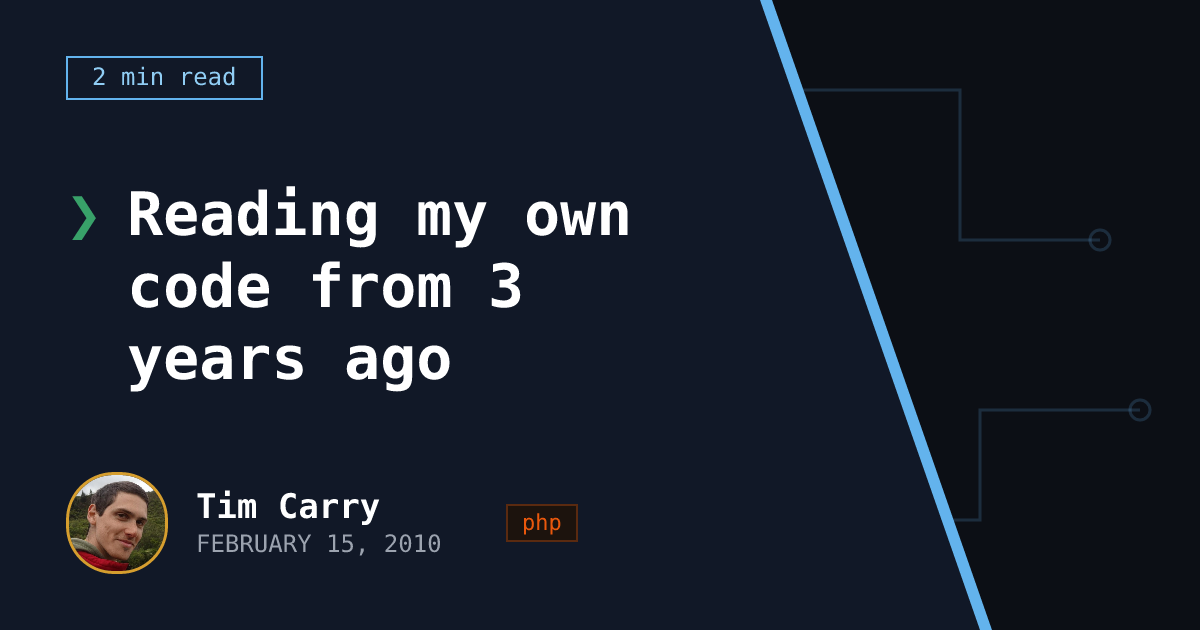 2 min read
❯ Reading my own
code from 3
years ago
Tim Carry
FEBRUARY 15, 2010
php